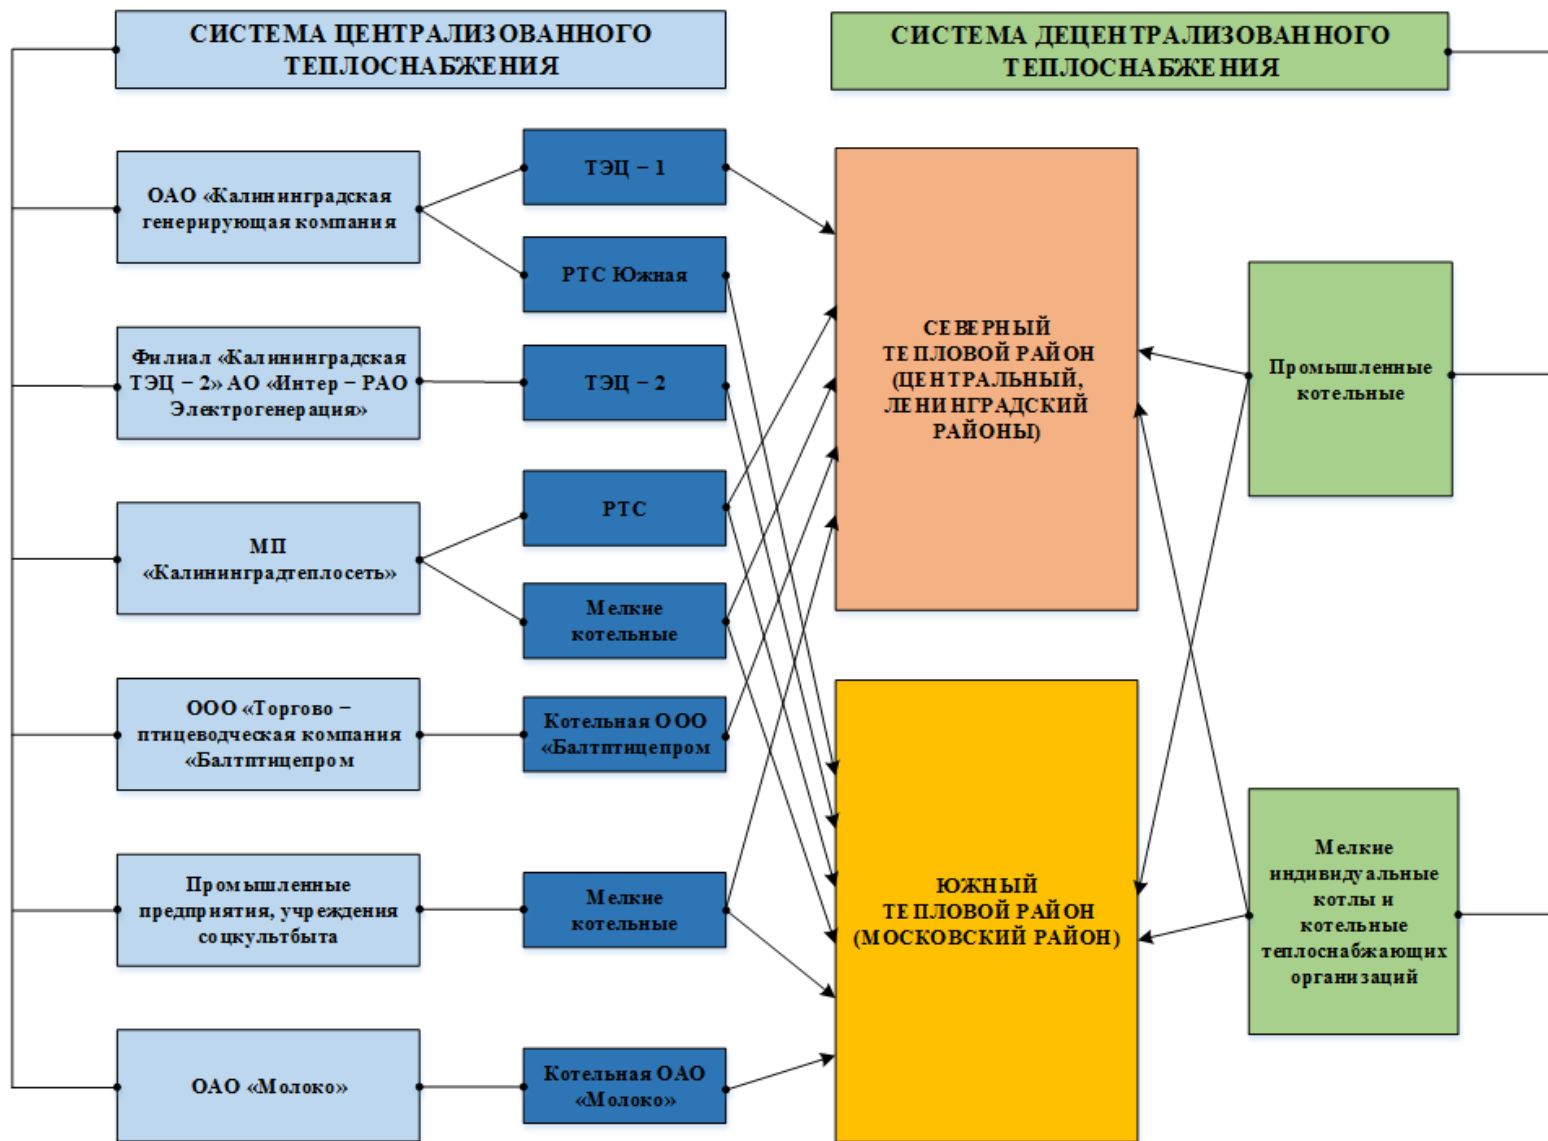 СИСТЕМА ЦЕНТРАЛИЗОВАННОГО
ТЕПЛОСНАБЖЕНИЯ
СИСТЕМА ДЕЦЕНТРАЛИЗОВАННОГО
ТЕПЛОСНАБЖЕНИЯ
ОАО «Калининградская
генерирующая компания
Филиал «Калининградская
ТЭЦ – 2» АО «Интер – РАО
Электрогенерация»
МП
«Калининградтеплосеть»
ООО «Торгово –
птицеводческая компания
«Балтптицепром
Промышленные
предприятия, учреждения
соцкультбыта
ОАО «Молоко»
ТЭЦ – 1
РТС Южная
ТЭЦ – 2
РТС
Мелкие
котельные
Котельная ООО
«Балтптицепром
Мелкие
котельные
Котельная ОАО
«Молоко»
СЕВЕРНЫЙ
ТЕПЛОВОЙ РАЙОН
(ЦЕНТРАЛЬНЫЙ,
ЛЕНИНГРАДСКИЙ
РАЙОНЫ)
ЮЖНЫЙ
ТЕПЛОВОЙ РАЙОН
(МОСКОВСКИЙ РАЙОН)
Промышленные
котельные
Мелкие
индивидуальные
котлы и
котельные
теплоснабжающих
организаций